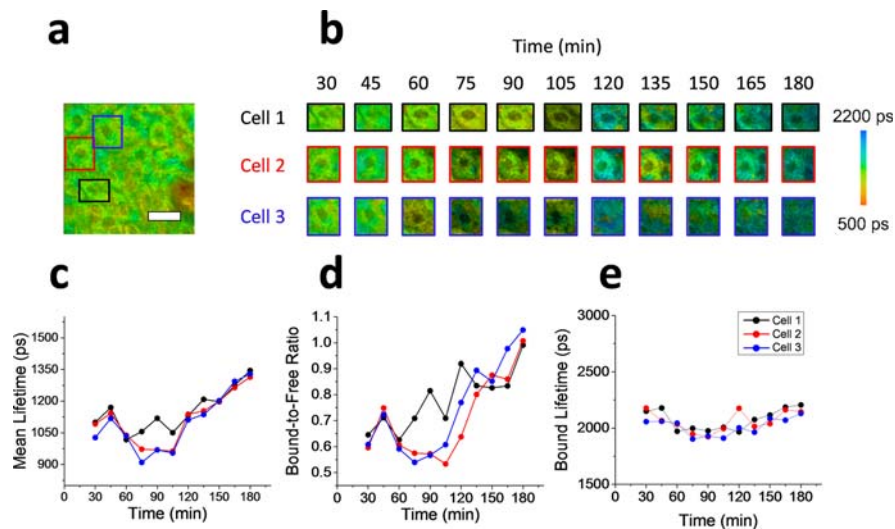 a
b
Time (min)
30 45 60 75 90 105 120 135 150 165 180
Cell 1
Cell 2
Cell 3
2200 ps
500 ps
c
d
e
Mean Lifetime (ps)
1500
1350
1200
1050
900
0 30 60 90 120 150 180
Time (min)
Bound-to-Free Ratio
1.1
1.0
0.9
0.8
0.7
0.6
0.5
0 30 60 90 120 150 180
Time (min)
Bound Lifetime (ps)
3000
2500
2000
1500
0 30 60 90 120 150 180
Time (min)
Cell 1
Cell 2
Cell 3